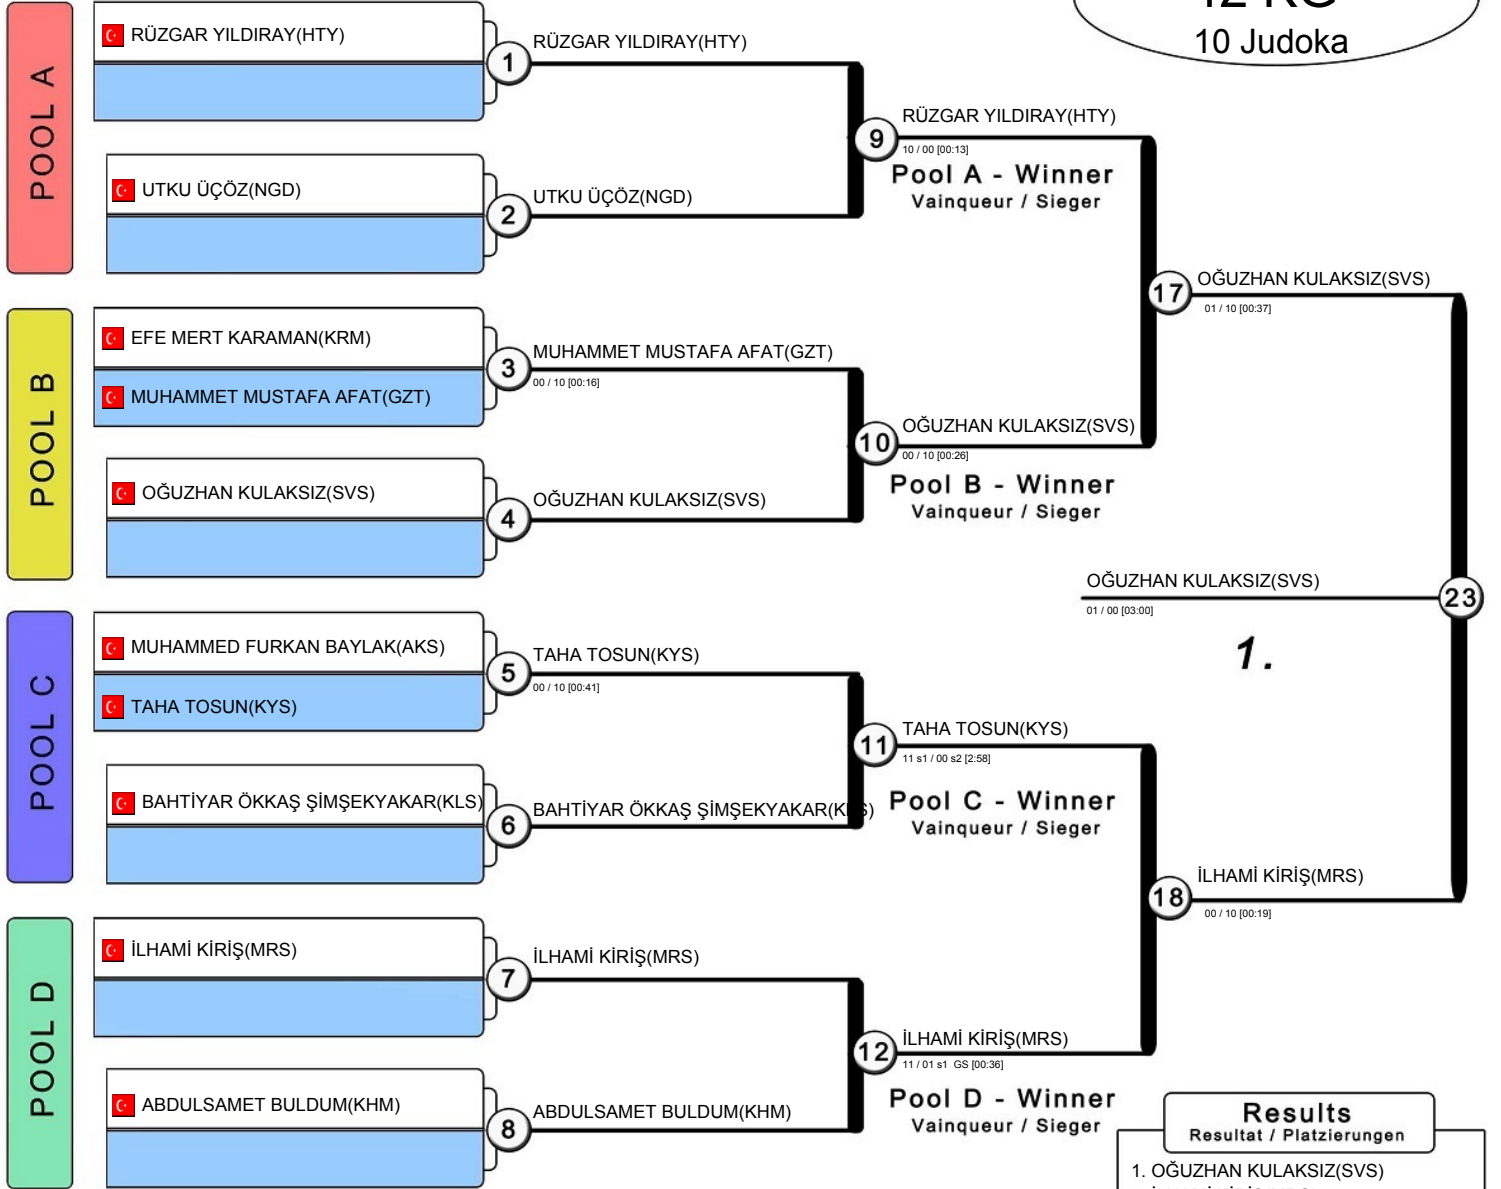 42 KG
10 Judoka
POOL A
RÜZGAR YILDIRAY(HTY)
1
RÜZGAR YILDIRAY(HTY)
UTKU ÜÇÖZ(NGD)
2
UTKU ÜÇÖZ(NGD)
9
RÜZGAR YILDIRAY(HTY)
10 / 00 [00:13]
Pool A - Winner
Vainqueur / Sieger
POOL B
EFE MERT KARAMAN(KRM)
MUHAMMET MUSTAFA AFAT(GZT)
3
MUHAMMET MUSTAFA AFAT(GZT)
00 / 10 [00:16]
OĞUZHAN KULAKSIZ(SVS)
4
OĞUZHAN KULAKSIZ(SVS)
10
OĞUZHAN KULAKSIZ(SVS)
00 / 10 [00:26]
Pool B - Winner
Vainqueur / Sieger
17
OĞUZHAN KULAKSIZ(SVS)
01 / 10 [00:37]
OĞUZHAN KULAKSIZ(SVS)
01 / 00 [03:00]
23
1.
POOL C
MUHAMMED FURKAN BAYLAK(AKS)
TAHA TOSUN(KYS)
5
TAHA TOSUN(KYS)
00 / 10 [00:41]
BAHTİYAR ÖKKAŞ ŞİMŞEKYAKAR(KLS)
6
BAHTİYAR ÖKKAŞ ŞİMŞEKYAKAR(KLS)
11
TAHA TOSUN(KYS)
11 s1 / 00 s2 [2:58]
Pool C - Winner
Vainqueur / Sieger
18
İLHAMİ KİRİŞ(MRS)
00 / 10 [00:19]
POOL D
İLHAMİ KİRİŞ(MRS)
7
İLHAMİ KİRİŞ(MRS)
ABDULSAMET BULDUM(KHM)
8
ABDULSAMET BULDUM(KHM)
12
İLHAMİ KİRİŞ(MRS)
11 / 01 s1 GS [00:36]
Pool D - Winner
Vainqueur / Sieger
Results
Resultat / Platzierungen
1. OĞUZHAN KULAKSIZ(SVS)